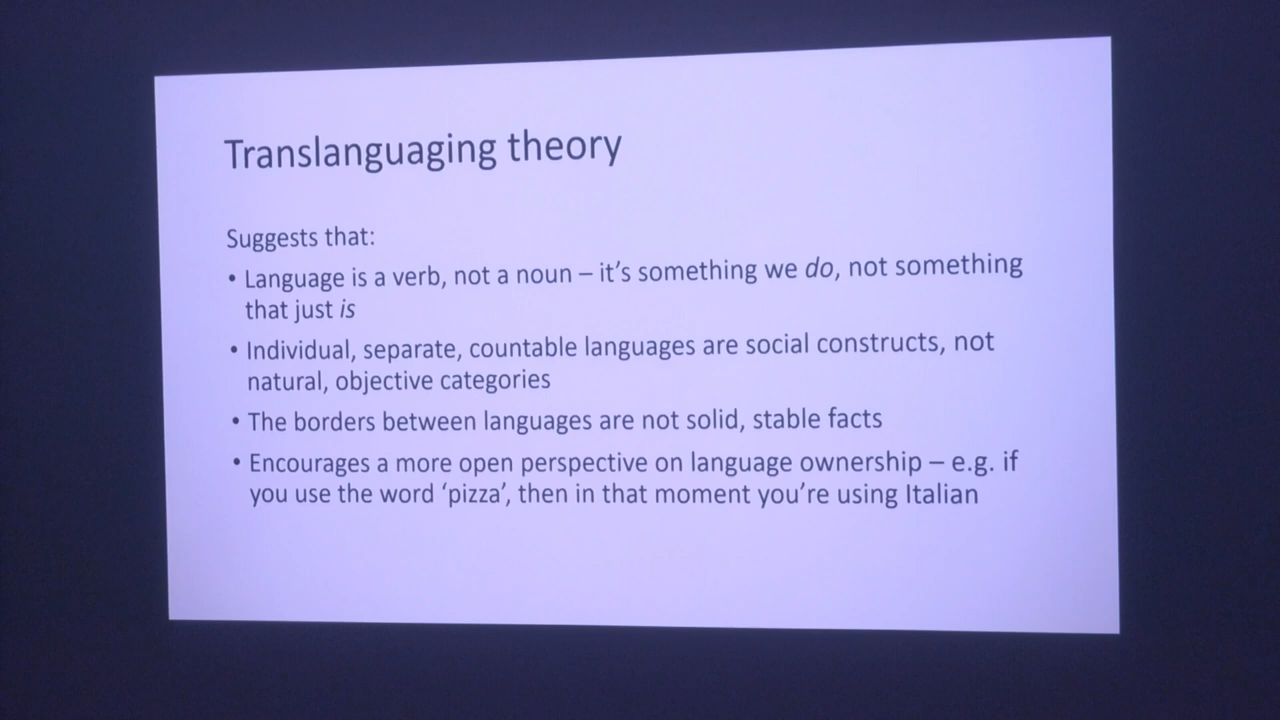 Translanguaging theory
Suggests that:
• Language is a verb, not a noun – it's something we do, not something
that just is
• Individual, separate, countable languages are social constructs, not
natural, objective categories
• The borders between languages are not solid, stable facts
• Encourages a more open perspective on language ownership – e.g. if
you use the word ‘pizza’, then in that moment you’re using Italian